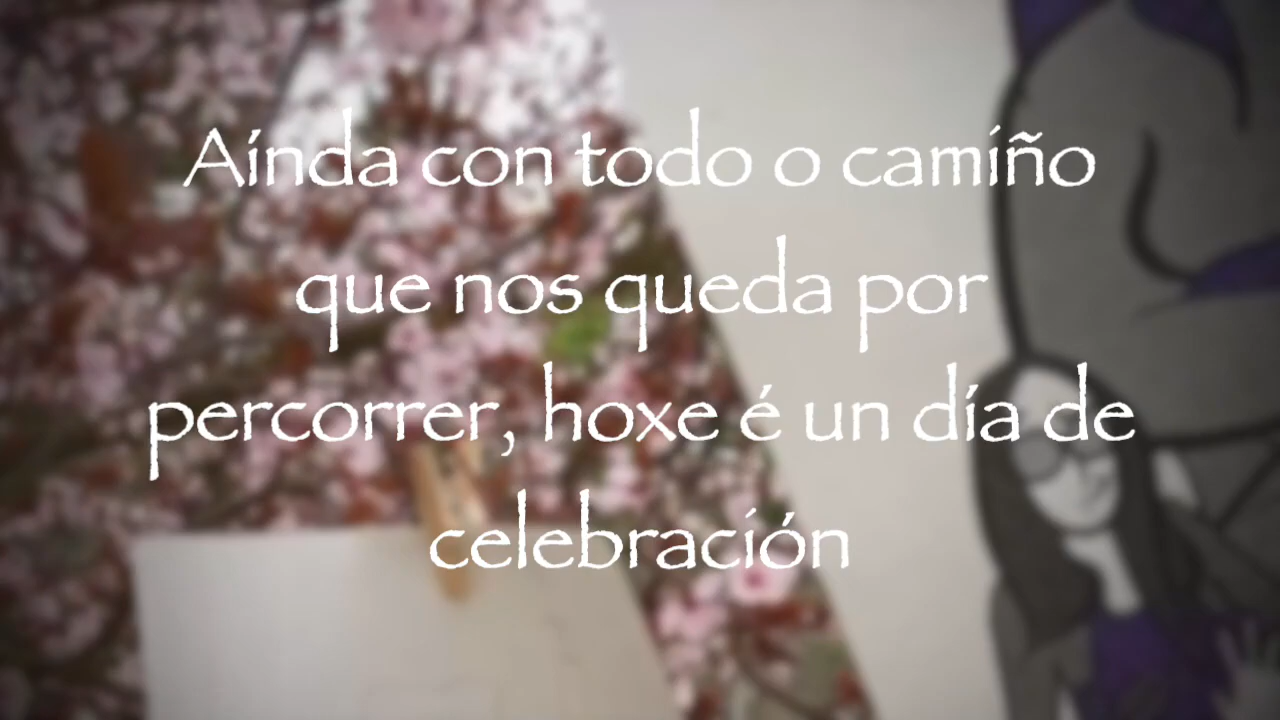 Aínda con todo o camiño
que nos queda por
percorrer, hoxe é un día de
celebración